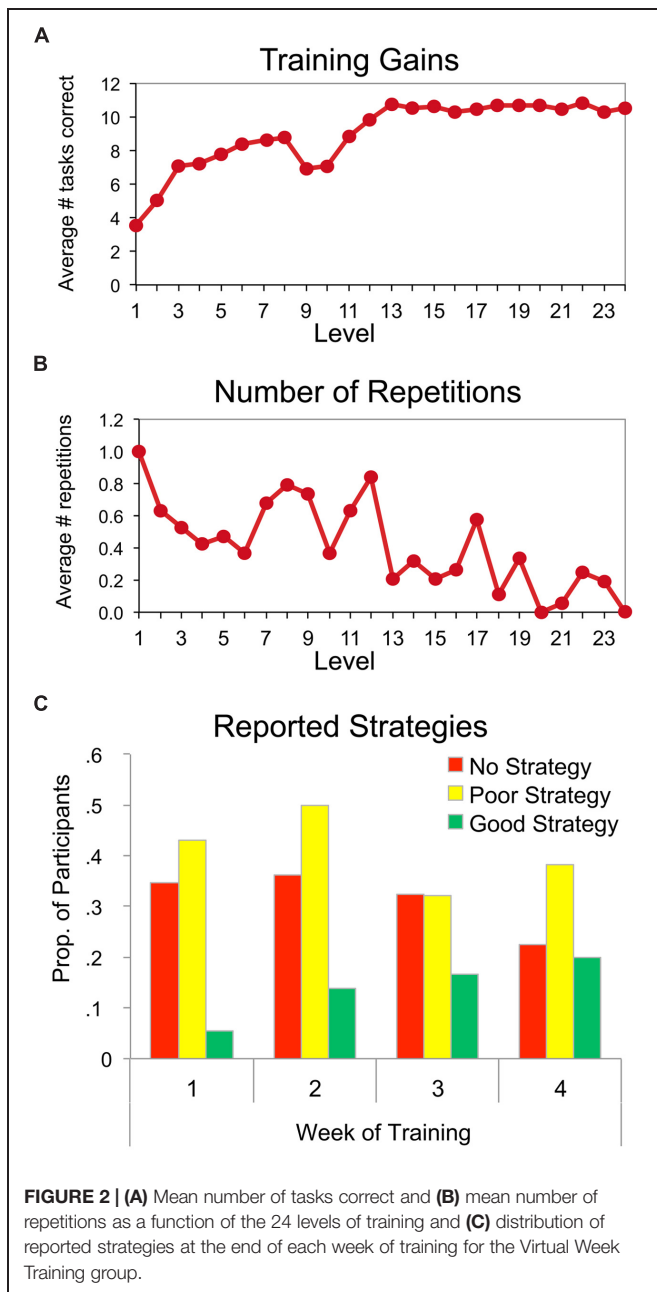 A
Training Gains
Average # tasks correct
12
10
8
6
4
2
0
1 3 5 7 9 11 13 15 17 19 21 23
Level
B
Number of Repetitions
Average # repetitions
1.2
1.0
0.8
0.6
0.4
0.2
0.0
1 3 5 7 9 11 13 15 17 19 21 23
Level
C
Reported Strategies
Prop. of Participants
.6
.5
.4
.3
.2
.1
0
No Strategy
Poor Strategy
Good Strategy
1 2 3 4
Week of Training
FIGURE 2 | (A) Mean number of tasks correct and (B) mean number of
repetitions as a function of the 24 levels of training and (C) distribution of
reported strategies at the end of each week of training for the Virtual Week
Training group.